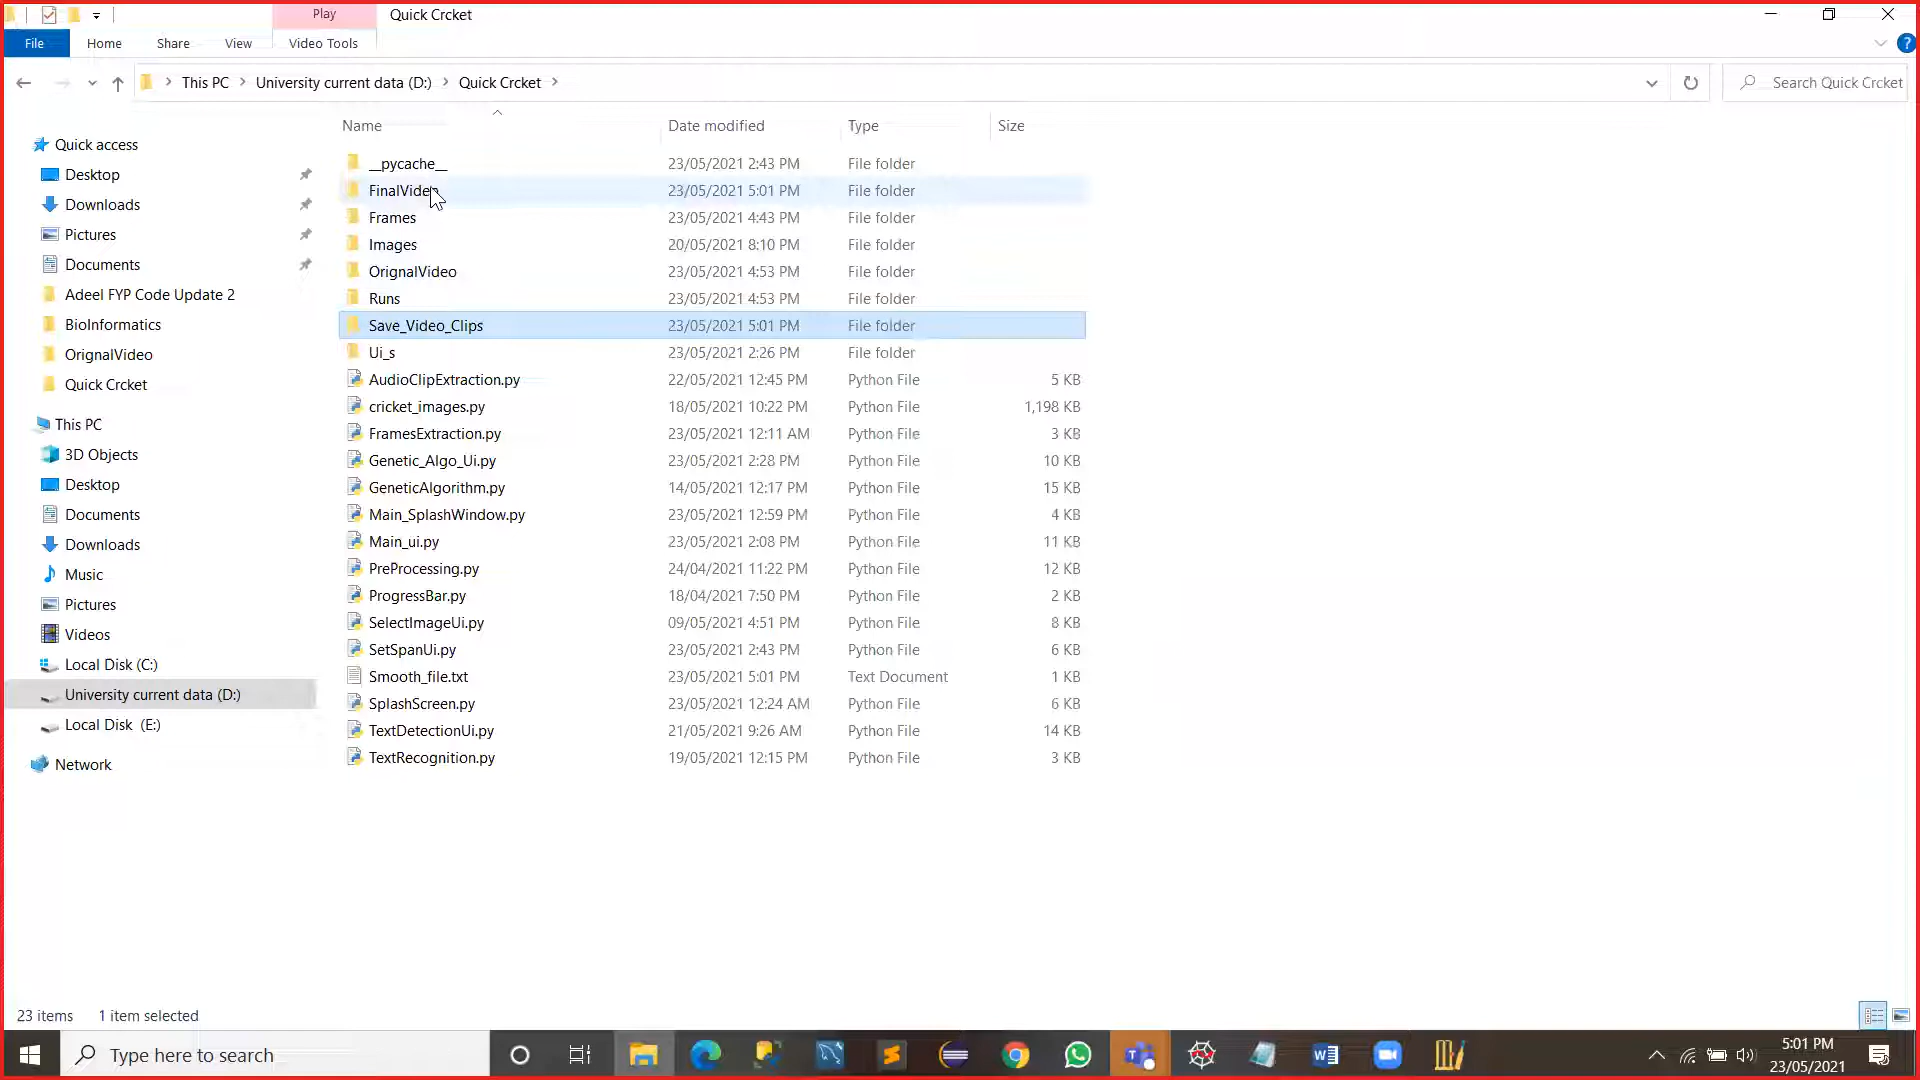 Play Quick Crcket
File Home Share View Video Tools
This PC University current data (D:) Quick Crcket Search Quick Crcket
Name Date modified Type Size
Quick access
Desktop
Downloads
Pictures
Documents
Adeel FYP Code Update 2
BioInformatics
OrignalVideo
Quick Crcket
This PC
3D Objects
Desktop
Documents
Downloads
Music
Pictures
Videos
Local Disk (C:)
University current data (D:)
Local Disk (E:)
Network
__pycache__ 23/05/2021 2:43 PM File folder
FinalVideo 23/05/2021 5:01 PM File folder
Frames 23/05/2021 4:43 PM File folder
Images 20/05/2021 8:10 PM File folder
OrignalVideo 23/05/2021 4:53 PM File folder
Runs 23/05/2021 4:53 PM File folder
Save_Video_Clips 23/05/2021 5:01 PM File folder
Ui_s 23/05/2021 2:26 PM File folder
AudioClipExtraction.py 22/05/2021 12:45 PM Python File 5 KB
cricket_images.py 18/05/2021 10:22 PM Python File 1,198 KB
FramesExtraction.py 23/05/2021 12:11 AM Python File 3 KB
Genetic_Algo_Ui.py 23/05/2021 2:28 PM Python File 10 KB
GeneticAlgorithm.py 14/05/2021 12:17 PM Python File 15 KB
Main_SplashWindow.py 23/05/2021 12:59 PM Python File 4 KB
Main_ui.py 23/05/2021 2:08 PM Python File 11 KB
PreProcessing.py 24/04/2021 11:22 PM Python File 12 KB
ProgressBar.py 18/04/2021 7:50 PM Python File 2 KB
SelectImageUi.py 09/05/2021 4:51 PM Python File 8 KB
SetSpanUi.py 23/05/2021 2:43 PM Python File 6 KB
Smooth_file.txt 23/05/2021 5:01 PM Text Document 1 KB
SplashScreen.py 23/05/2021 12:24 AM Python File 6 KB
TextDetectionUi.py 21/05/2021 9:26 AM Python File 14 KB
TextRecognition.py 19/05/2021 12:15 PM Python File 3 KB
23 items 1 item selected
Type here to search
5:01 PM
23/05/2021